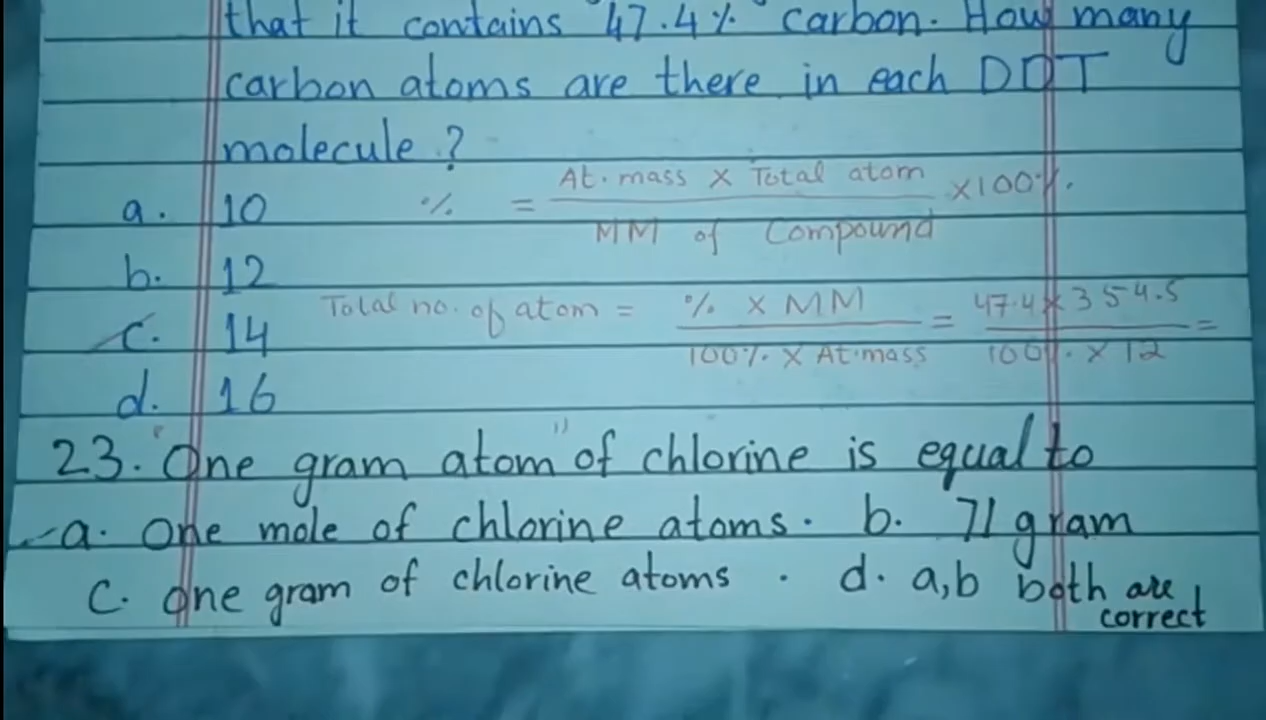 that it contains "47.4%" carbon. How many
carbon atoms are there in each DDT
molecule?
a. 10
% = At. mass X Total atom / MM of Compound X100%.
b. 12
c. 14
Total no. of atom = % X MM / 100% X At.mass = 47.4 X 354.5 / 100%. X 12 =
d. 16
23. "One gram atom" of chlorine is equal to
a. One mole of chlorine atoms. b. 71 gram
c. One gram of chlorine atoms. d. a,b both are
correct